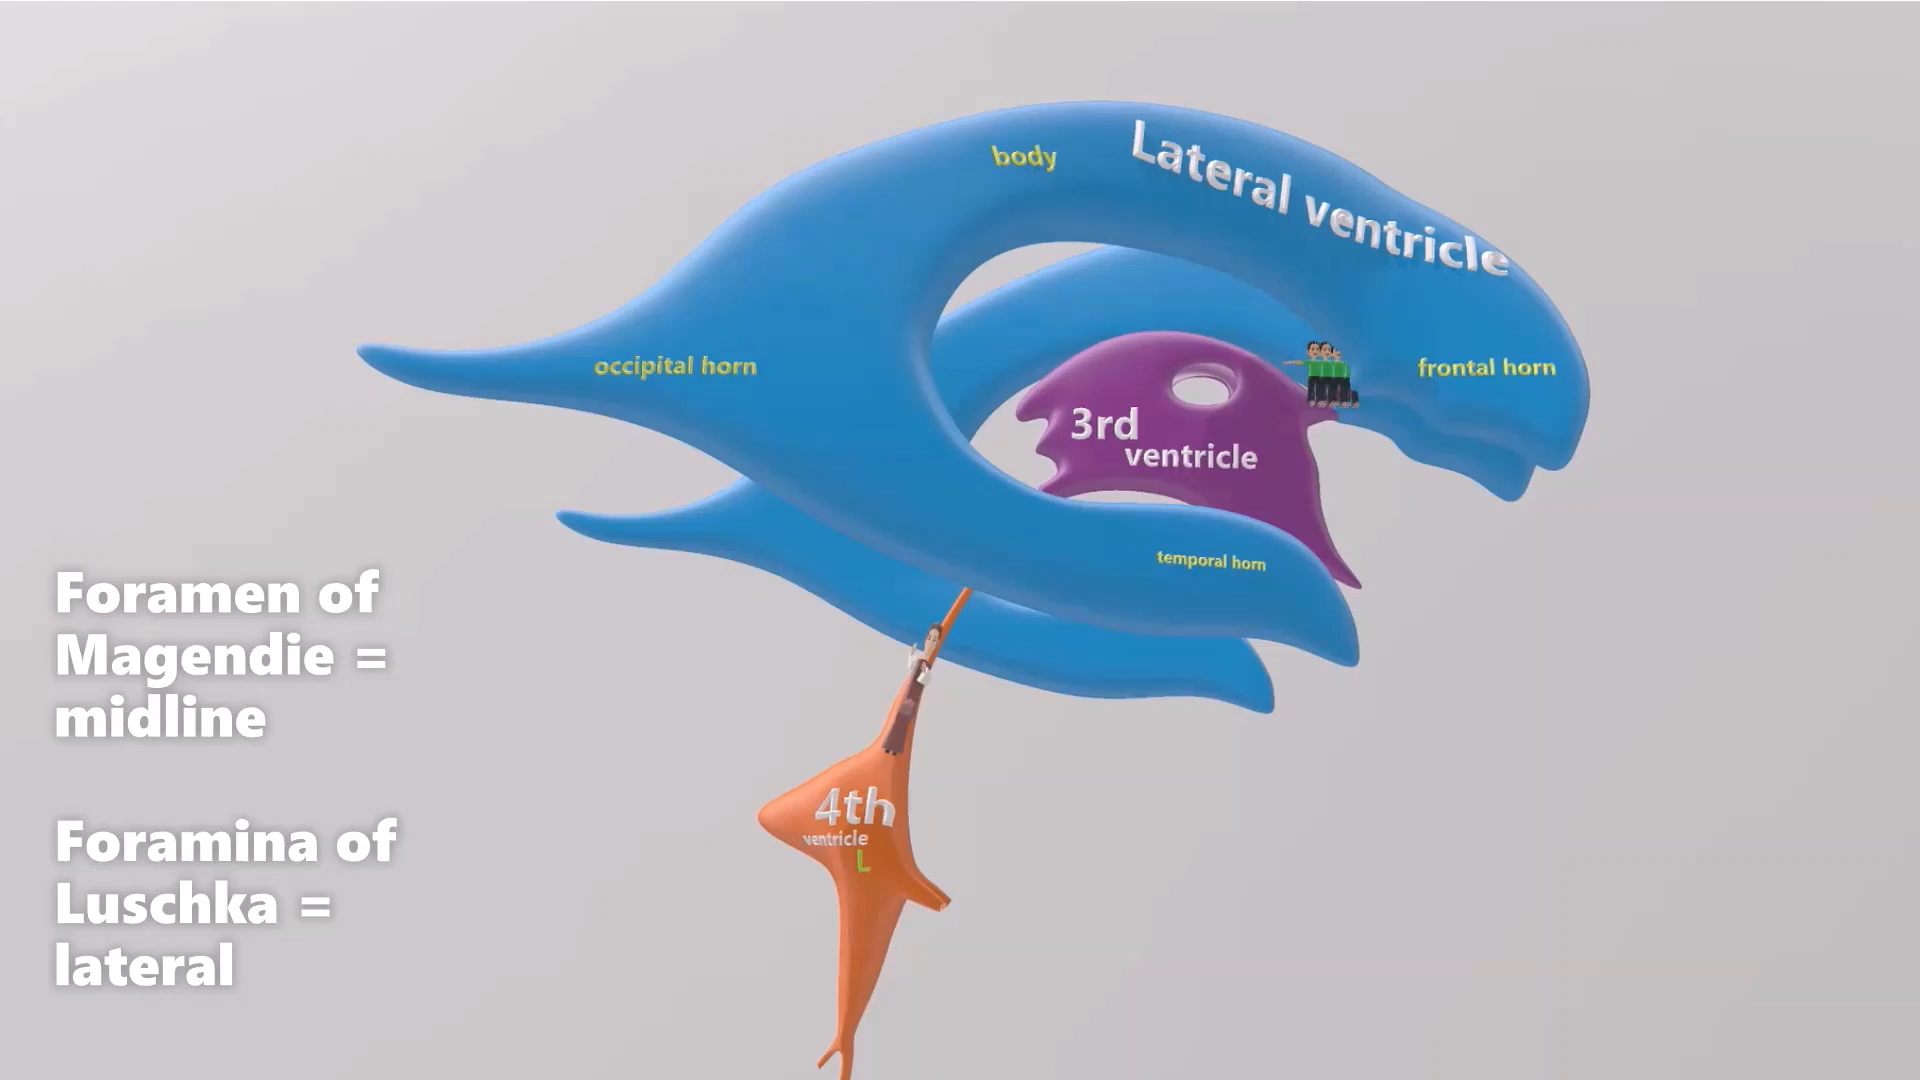 Lateral ventricle
body
occipital horn
frontal horn
3rd
ventricle
temporal horn
Foramen of
Magendie =
midline
4th
ventricle
L
Foramina of
Luschka =
lateral